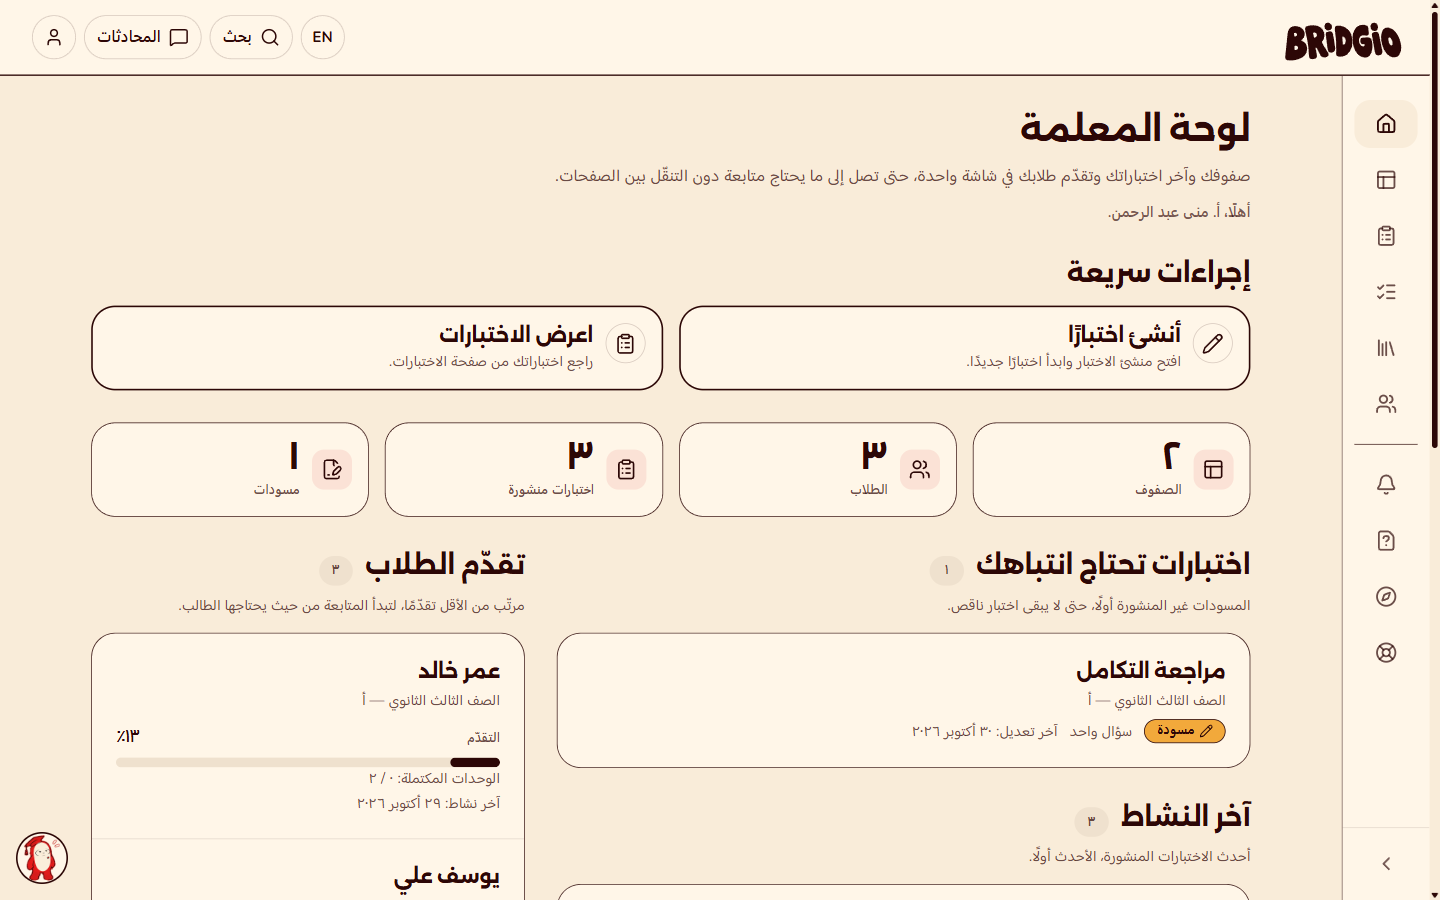 BRiDGiO
EN
بحث
المحادثات
لوحة المعلمة
صفوفك وآخر اختباراتك وتقدّم طلابك في شاشة واحدة، حتى تصل إلى ما يحتاج متابعة دون التنقّل بين الصفحات.
أهلًا، أ. منى عبد الرحمن.
إجراءات سريعة
أنشئ اختبارًا
افتح منشئ الاختبار وابدأ اختبارًا جديدًا.
اعرض الاختبارات
راجع اختباراتك من صفحة الاختبارات.
٢
الصفوف
٣
الطلاب
٣
اختبارات منشورة
١
مسودات
اختبارات تحتاج انتباهك ١
المسودات غير المنشورة أولًا، حتى لا يبقى اختبار ناقص.
مراجعة التكامل
الصف الثالث الثانوي — أ
مسودة سؤال واحد آخر تعديل: ٣٠ أكتوبر ٢٠٢٦
آخر النشاط ٣
أحدث الاختبارات المنشورة، الأحدث أولًا.
تقدّم الطلاب ٣
مرتّب من الأقل تقدّمًا، لتبدأ المتابعة من حيث يحتاجها الطالب.
عمر خالد
الصف الثالث الثانوي — أ
التقدّم ١٣٪
الوحدات المكتملة: ٠ / ٢
آخر نشاط: ٢٩ أكتوبر ٢٠٢٦
يوسف علي